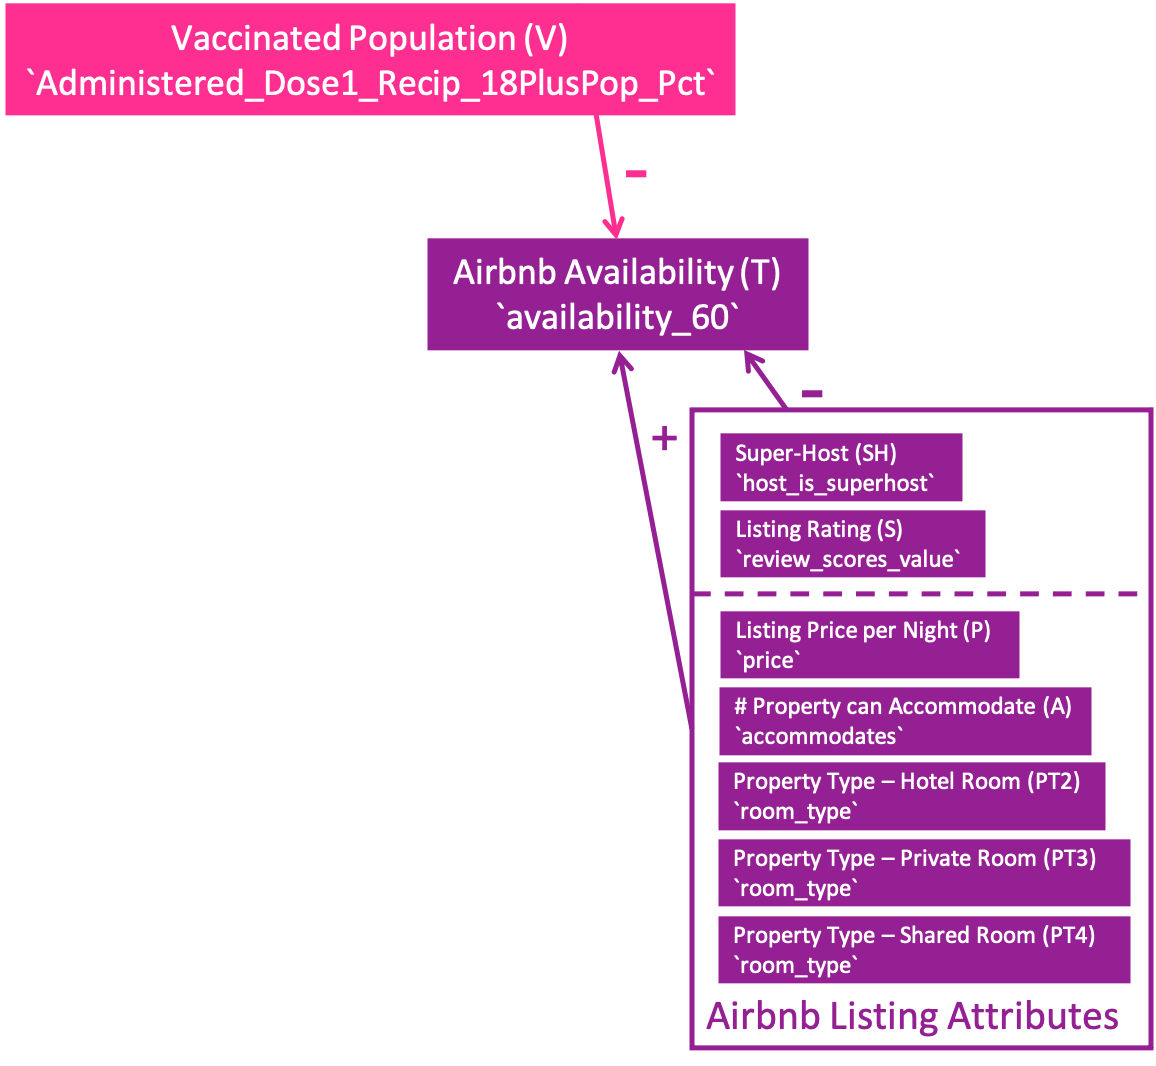 Vaccinated Population (V)
`Administered_Dose1_Recip_18PlusPop_Pct`
-
Airbnb Availability (T)
`availability_60`
-
+
Super-Host (SH)
`host_is_superhost`
Listing Rating (S)
`review_scores_value`
Listing Price per Night (P)
`price`
# Property can Accommodate (A)
`accommodates`
Property Type – Hotel Room (PT2)
`room_type`
Property Type – Private Room (PT3)
`room_type`
Property Type – Shared Room (PT4)
`room_type`
Airbnb Listing Attributes